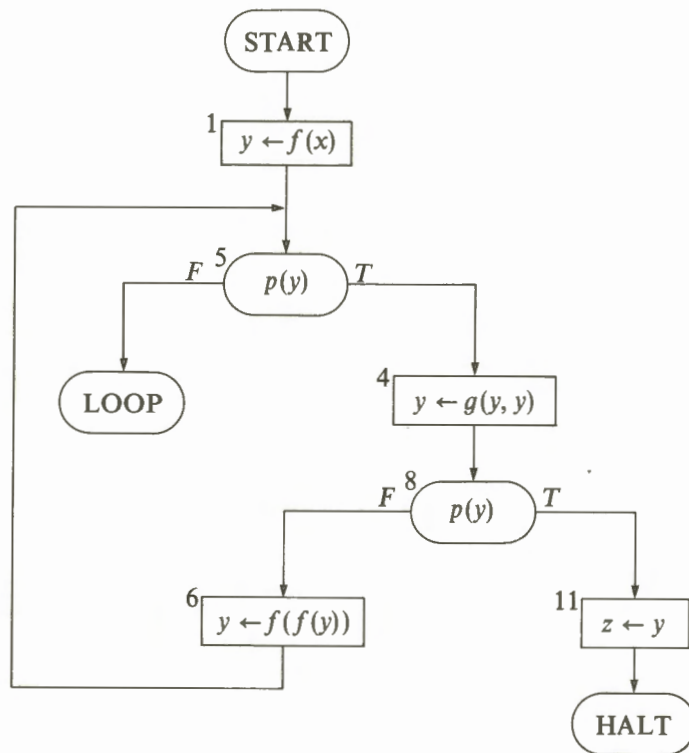 START
1
y ← f(x)
5
F p(y) T
LOOP
4
y ← g(y, y)
8
F p(y) T
6
y ← f(f(y))
11
z ← y
HALT